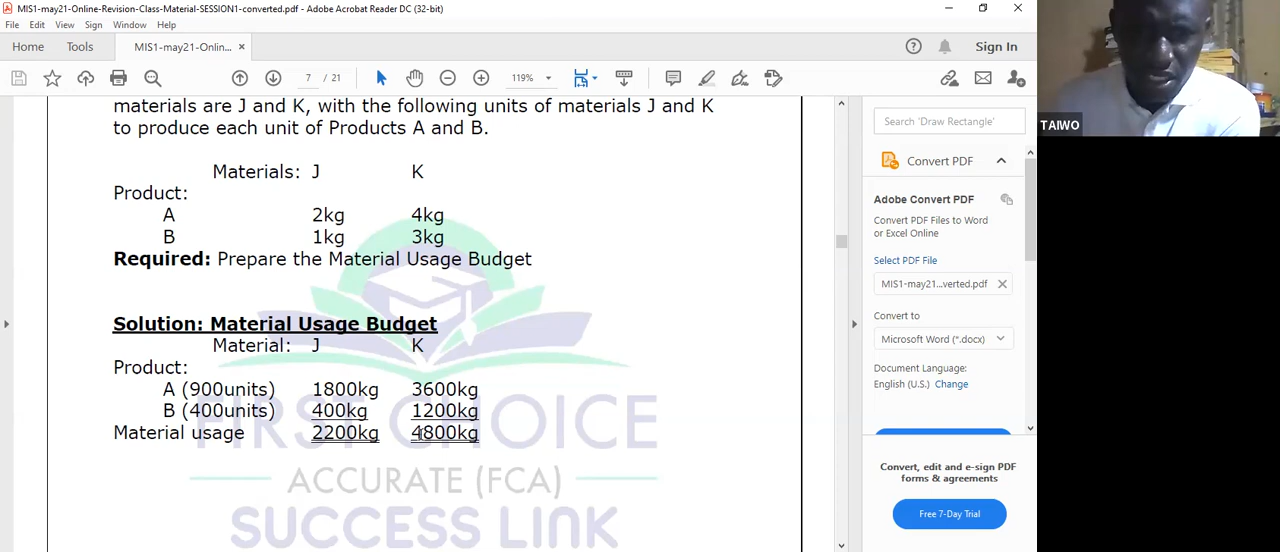 MIS1-may21-Online-Revision-Class-Material-SESSION1-converted.pdf - Adobe Acrobat Reader DC (32-bit)
File Edit View Sign Window Help
Home Tools MIS1-may21-Onlin... × Sign In
7 / 21 119%
materials are J and K, with the following units of materials J and K
to produce each unit of Products A and B.
Materials: J K
Product:
A 2kg 4kg
B 1kg 3kg
Required: Prepare the Material Usage Budget
Solution: Material Usage Budget
Material: J K
Product:
A (900units) 1800kg 3600kg
B (400units) 400kg 1200kg
Material usage 2200kg 4800kg
FIRST CHOICE
ACCURATE (FCA)
SUCCESS LINK
Search 'Draw Rectangle'
Convert PDF
Adobe Convert PDF
Convert PDF Files to Word
or Excel Online
Select PDF File
MIS1-may21...verted.pdf
Convert to
Microsoft Word (*.docx)
Document Language:
English (U.S.) Change
Convert, edit and e-sign PDF
forms & agreements
Free 7-Day Trial
TAIWO